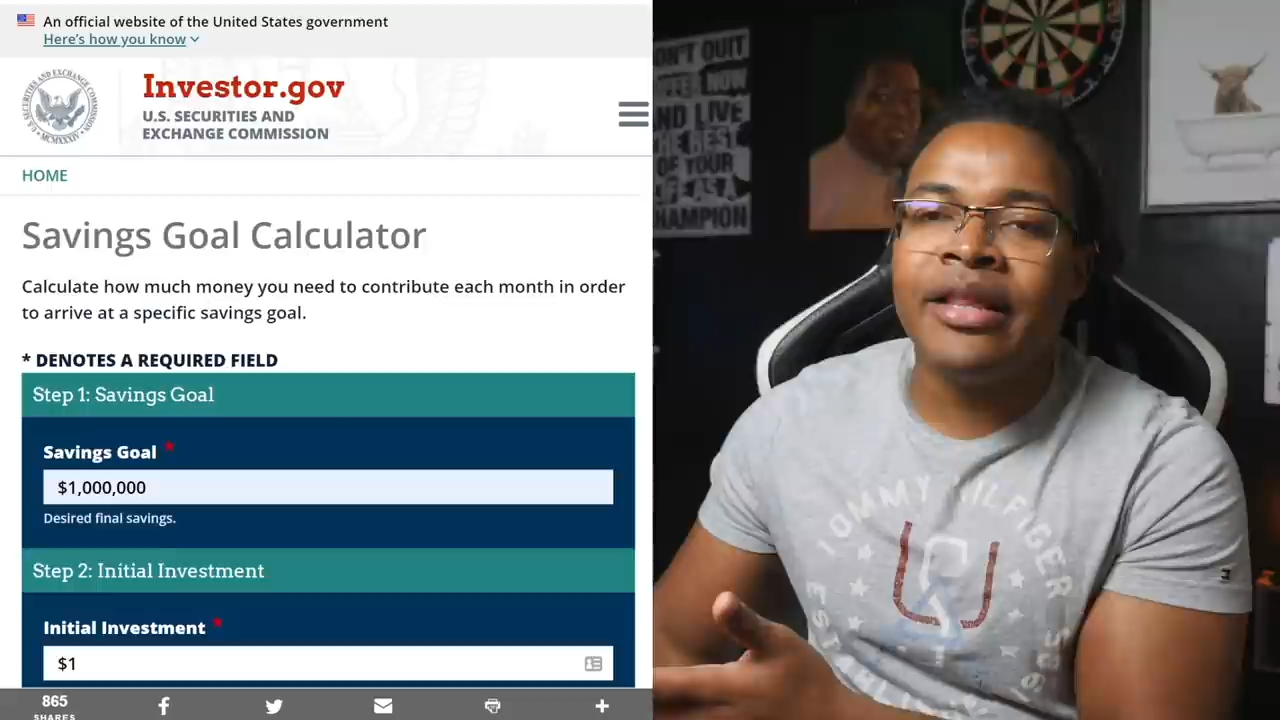 An official website of the United States government
Here's how you know
Investor.gov
U.S. SECURITIES AND
EXCHANGE COMMISSION
HOME
Savings Goal Calculator
Calculate how much money you need to contribute each month in order
to arrive at a specific savings goal.
* DENOTES A REQUIRED FIELD
Step 1: Savings Goal
Savings Goal *
$1,000,000
Desired final savings.
Step 2: Initial Investment
Initial Investment *
$1
865
SHARES
TOMMY HILFIGER